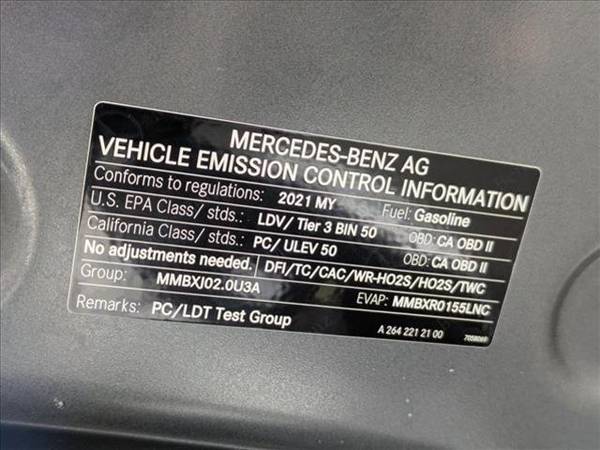 MERCEDES-BENZ AG
VEHICLE EMISSION CONTROL INFORMATION
Conforms to regulations: 2021 MY Fuel: Gasoline
U.S. EPA Class/ stds.: LDV/ Tier 3 BIN 50 OBD: CA OBD II
California Class/ stds.: PC/ ULEV 50 OBD: CA OBD II
No adjustments needed. DFI/TC/CAC/WR-HO2S/HO2S/TWC
Group: MMBXJ02.0U3A EVAP: MMBXR0155LNC
Remarks: PC/LDT Test Group
A 264 221 21 00